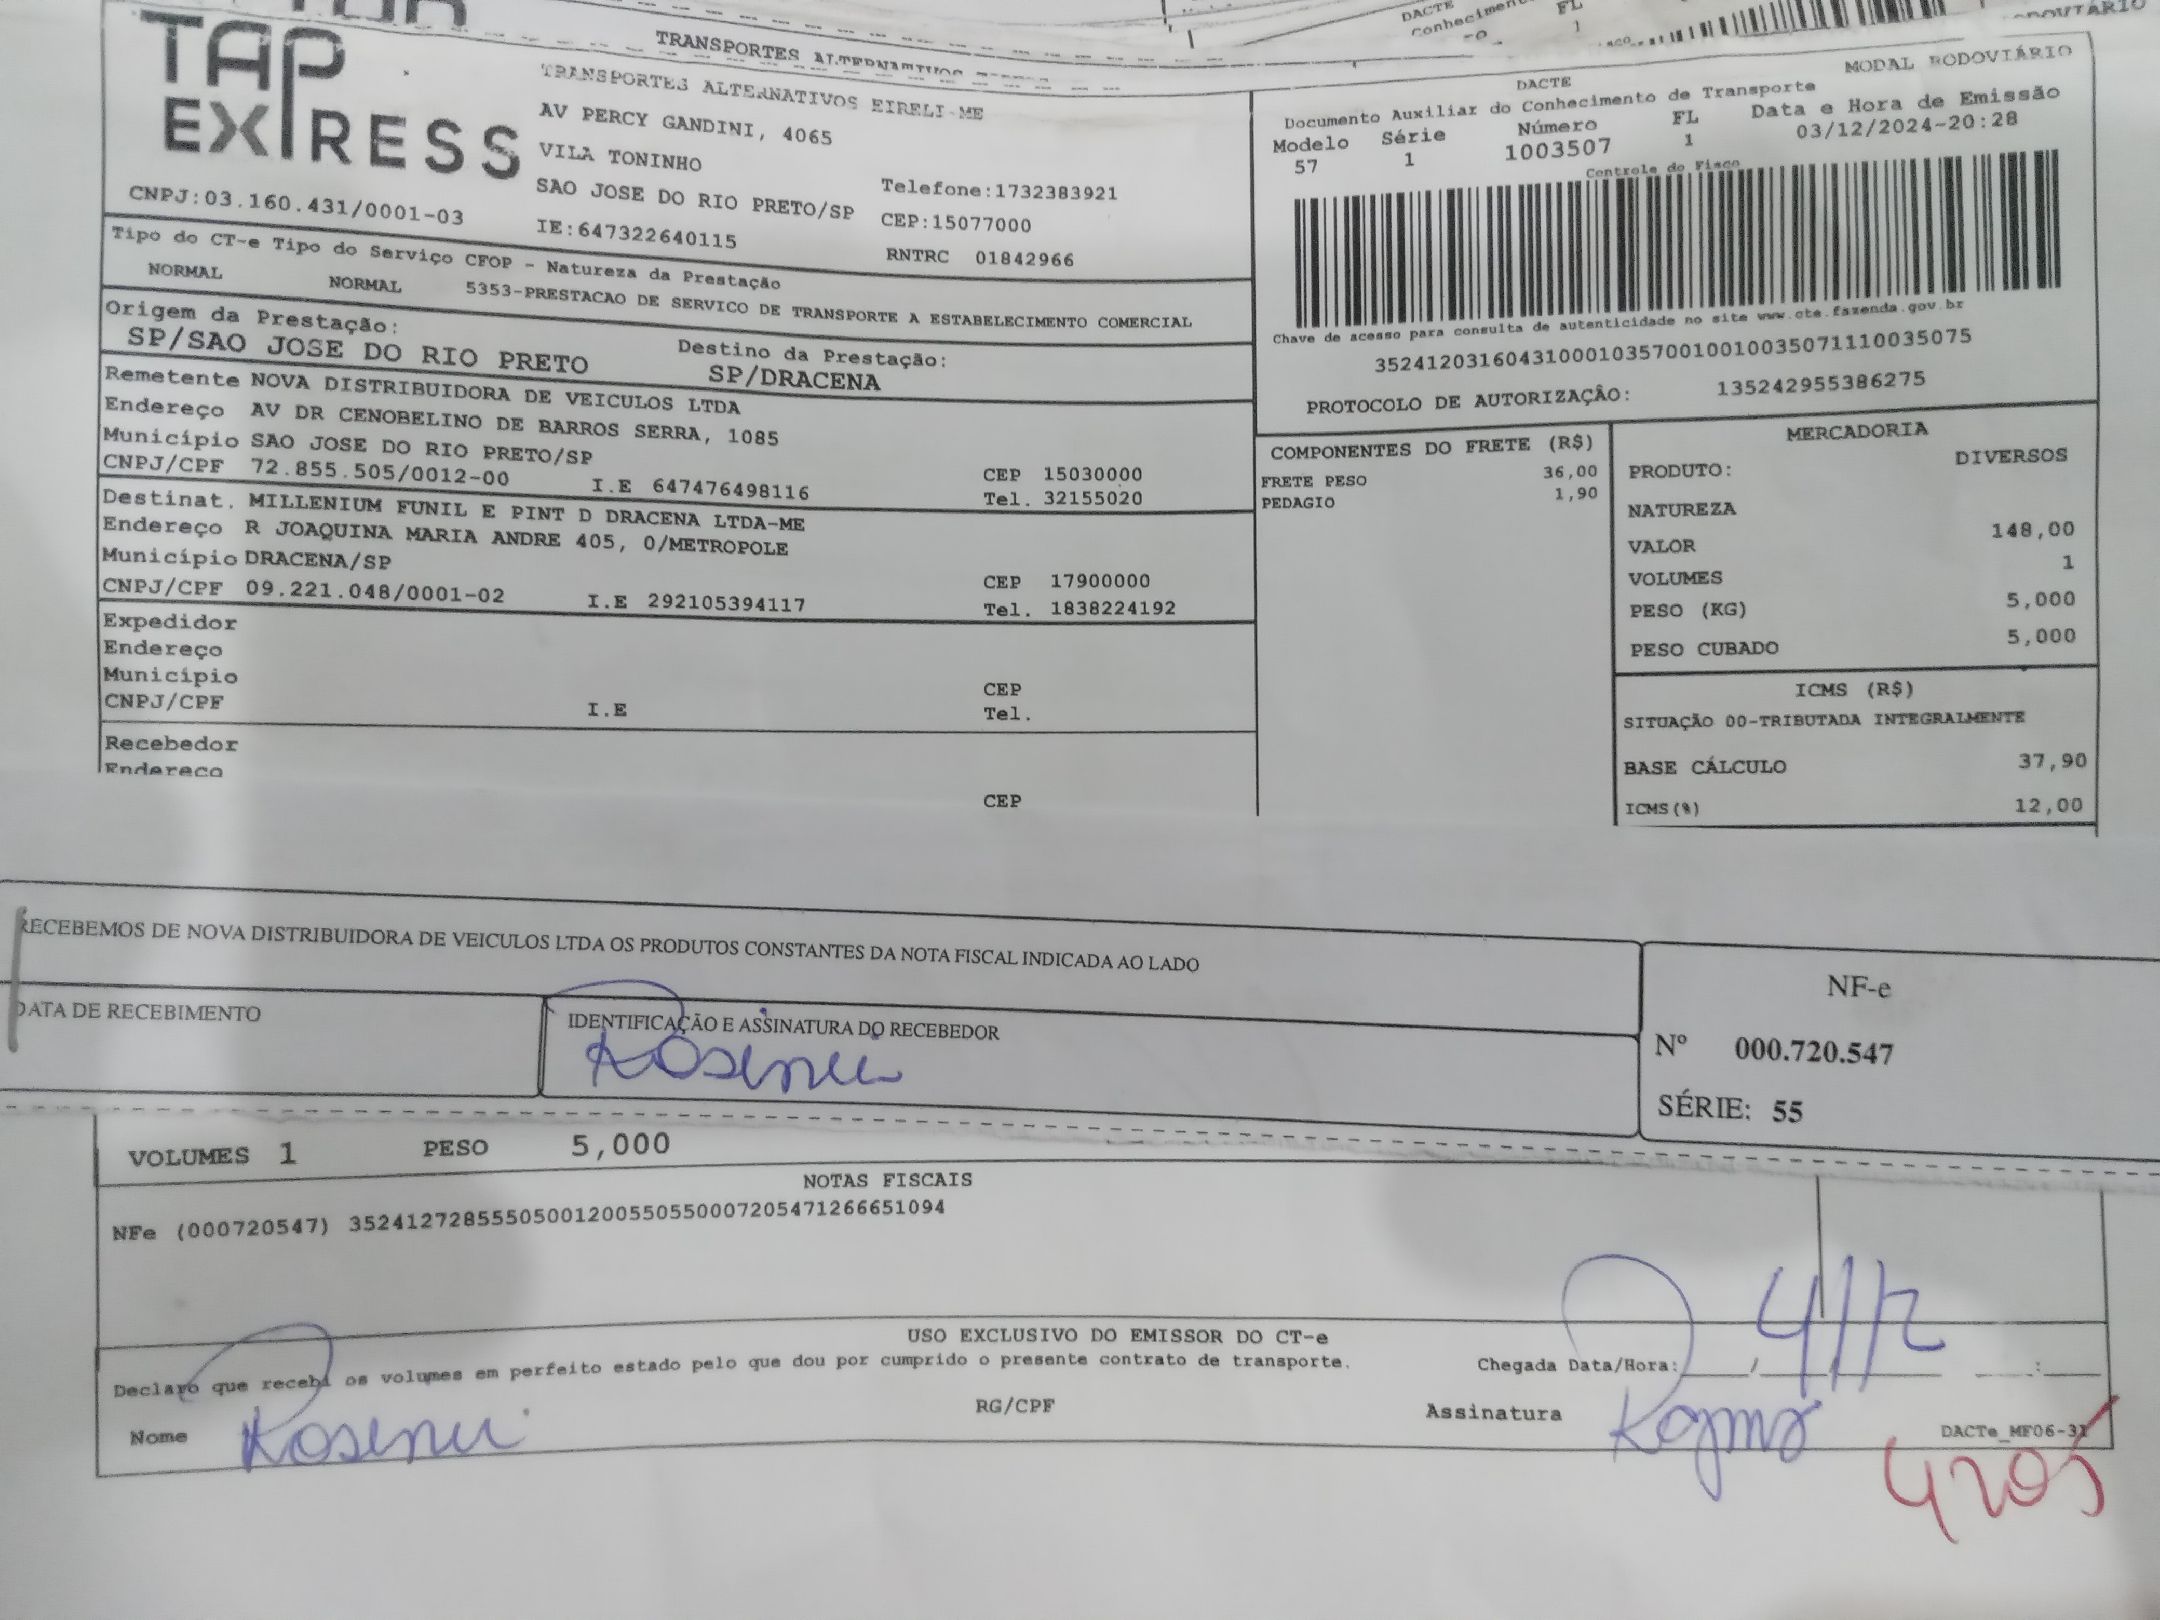 TRANSPORTES ALTERNATIVOS
DACTE
FL
1
TAP
EXPRESS
TRANSPORTES ALTERNATIVOS EIRELI-ME
AV PERCY GANDINI, 4065
VILA TONINHO
SAO JOSE DO RIO PRETO/SP
Telefone:1732383921
CEP:15077000
CNPJ:03.160.431/0001-03
IE:647322640115
RNTRC 01842966
DACTE
MODAL RODOVIÁRIO
Documento Auxiliar do Conhecimento de Transporte
Modelo Série Número FL Data e Hora de Emissão
57 1 1003507 1 03/12/2024-20:28
Controle do Fisco
Chave de acesso para consulta de autenticidade no site www.cte.fazenda.gov.br
35241203160431000103570010010035071110035075
PROTOCOLO DE AUTORIZAÇÂO: 135242955386275
Tipo do CT-e Tipo do Serviço CFOP - Natureza da Prestação
NORMAL NORMAL 5353-PRESTACAO DE SERVICO DE TRANSPORTE A ESTABELECIMENTO COMERCIAL
Origem da Prestação: Destino da Prestação:
SP/SAO JOSE DO RIO PRETO SP/DRACENA
Remetente NOVA DISTRIBUIDORA DE VEICULOS LTDA
Endereço AV DR CENOBELINO DE BARROS SERRA, 1085
Município SAO JOSE DO RIO PRETO/SP CEP 15030000
CNPJ/CPF 72.855.505/0012-00 I.E 647476498116 Tel. 32155020
Destinat. MILLENIUM FUNIL E PINT D DRACENA LTDA-ME
Endereço R JOAQUINA MARIA ANDRE 405, 0/METROPOLE
Município DRACENA/SP CEP 17900000
CNPJ/CPF 09.221.048/0001-02 I.E 292105394117 Tel. 1838224192
Expedidor
Endereço
Município CEP
CNPJ/CPF I.E Tel.
Recebedor
Endereço
CEP
COMPONENTES DO FRETE (R$)
FRETE PESO 36,00
PEDAGIO 1,90
MERCADORIA
PRODUTO: DIVERSOS
NATUREZA
VALOR 148,00
VOLUMES 1
PESO (KG) 5,000
PESO CUBADO 5,000
ICMS (R$)
SITUAÇÃO 00-TRIBUTADA INTEGRALMENTE
BASE CÁLCULO 37,90
ICMS(%) 12,00
RECEBEMOS DE NOVA DISTRIBUIDORA DE VEICULOS LTDA OS PRODUTOS CONSTANTES DA NOTA FISCAL INDICADA AO LADO
DATA DE RECEBIMENTO
IDENTIFICAÇÃO E ASSINATURA DO RECEBEDOR
NF-e
Nº 000.720.547
SÉRIE: 55
VOLUMES 1 PESO 5,000
NOTAS FISCAIS
NFe (000720547) 35241272855505001200550550007205471266651094
USO EXCLUSIVO DO EMISSOR DO CT-e
Declaro que recebi os volumes em perfeito estado pelo que dou por cumprido o presente contrato de transporte.
Chegada Data/Hora: 4/12
Nome
RG/CPF
Assinatura
DACTe_MF06-31
4205